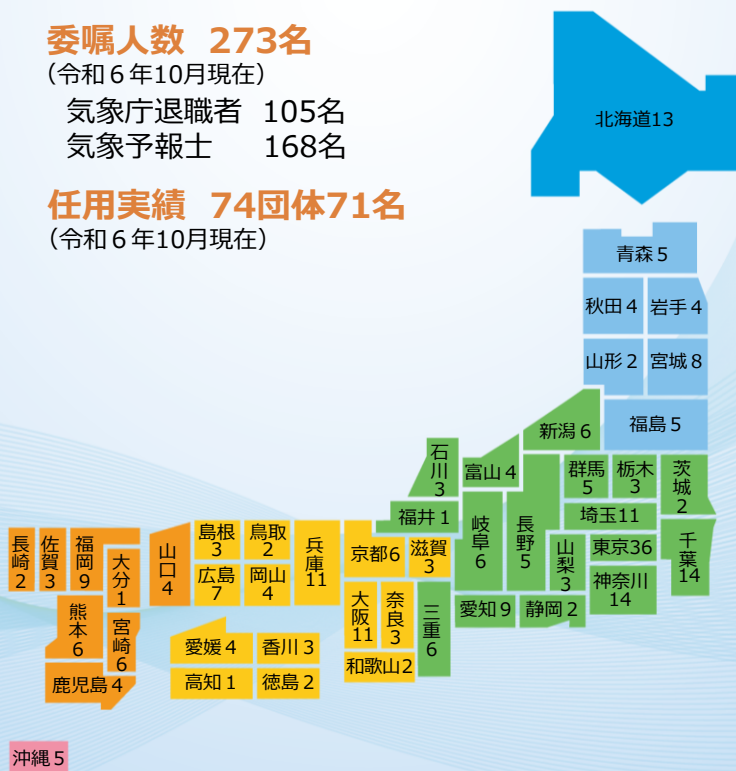 委嘱人数 273名
（令和６年10月現在）
気象庁退職者 105名
気象予報士 168名
任用実績 74団体71名
（令和６年10月現在）
北海道13
青森5
秋田4
岩手4
山形2
宮城8
福島5
新潟6
石川3
富山4
群馬5
栃木3
茨城2
福井1
岐阜6
長野5
埼玉11
山梨3
東京36
千葉14
神奈川14
愛知9
静岡2
長崎2
佐賀3
福岡9
大分1
山口4
島根3
鳥取2
兵庫11
京都6
滋賀3
広島7
岡山4
大阪11
奈良3
三重6
熊本6
宮崎6
愛媛4
香川3
和歌山2
鹿児島4
高知1
徳島2
沖縄5